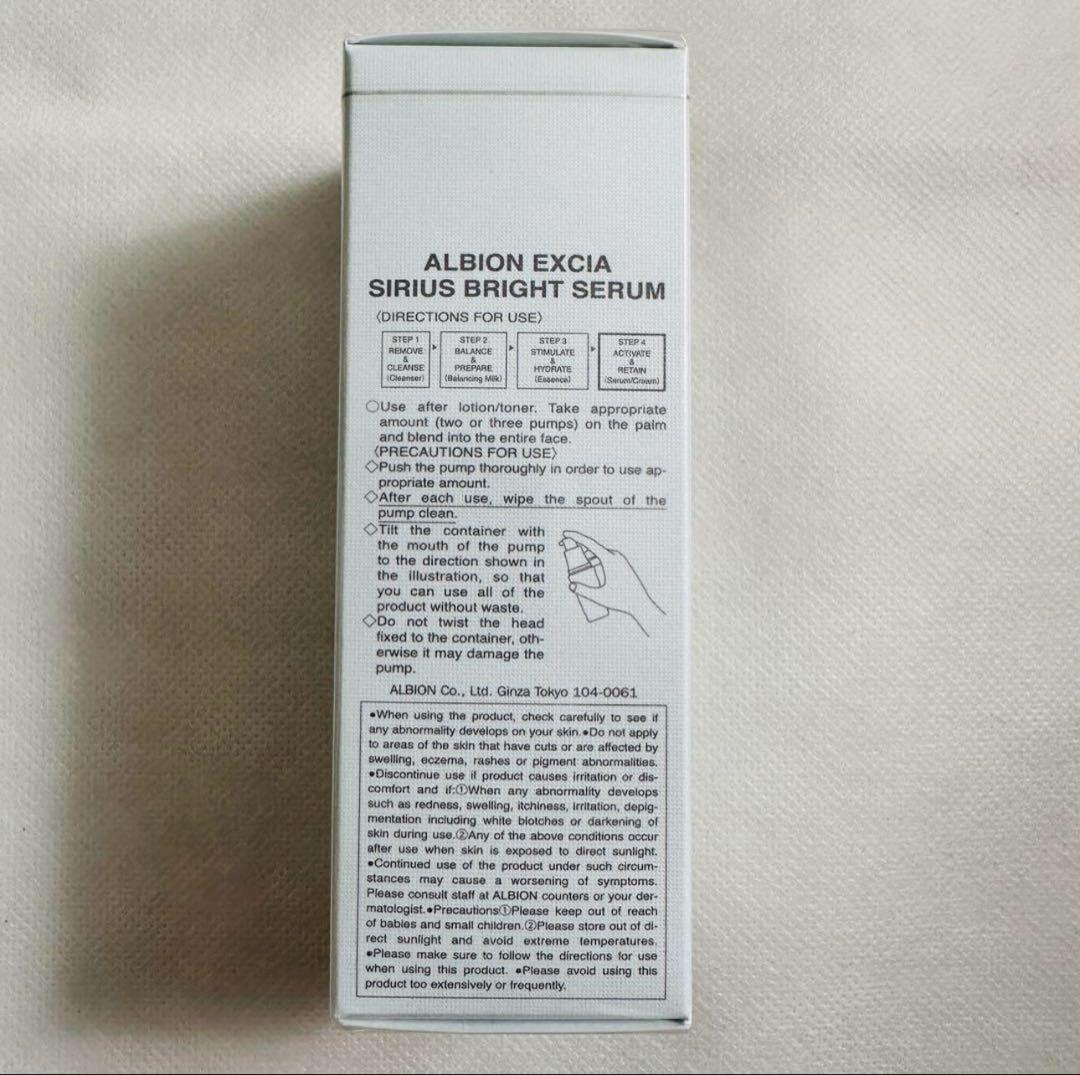 ALBION EXCIA
SIRIUS BRIGHT SERUM
〈DIRECTIONS FOR USE〉
STEP 1
REMOVE
&
CLEANSE
(Cleanser)
STEP 2
BALANCE
&
PREPARE
(Balancing Milk)
STEP 3
STIMULATE
&
HYDRATE
(Essence)
STEP 4
ACTIVATE
&
RETAIN
(Serum/Cream)
○Use after lotion/toner. Take appropriate
amount (two or three pumps) on the palm
and blend into the entire face.
〈PRECAUTIONS FOR USE〉
◇Push the pump thoroughly in order to use ap-
propriate amount.
◇After each use, wipe the spout of the
pump clean.
◇Tilt the container with
the mouth of the pump
to the direction shown in
the illustration, so that
you can use all of the
product without waste.
◇Do not twist the head
fixed to the container, oth-
erwise it may damage the
pump.
ALBION Co., Ltd. Ginza Tokyo 104-0061
●When using the product, check carefully to see if
any abnormality develops on your skin.●Do not apply
to areas of the skin that have cuts or are affected by
swelling, eczema, rashes or pigment abnormalities.
●Discontinue use if product causes irritation or dis-
comfort and if:①When any abnormality develops
such as redness, swelling, itchiness, irritation, depig-
mentation including white blotches or darkening of
skin during use.②Any of the above conditions occur
after use when skin is exposed to direct sunlight.
●Continued use of the product under such circum-
stances may cause a worsening of symptoms.
Please consult staff at ALBION counters or your der-
matologist.●Precautions①Please keep out of reach
of babies and small children.②Please store out of di-
rect sunlight and avoid extreme temperatures.
●Please make sure to follow the directions for use
when using this product. ●Please avoid using this
product too extensively or frequently.